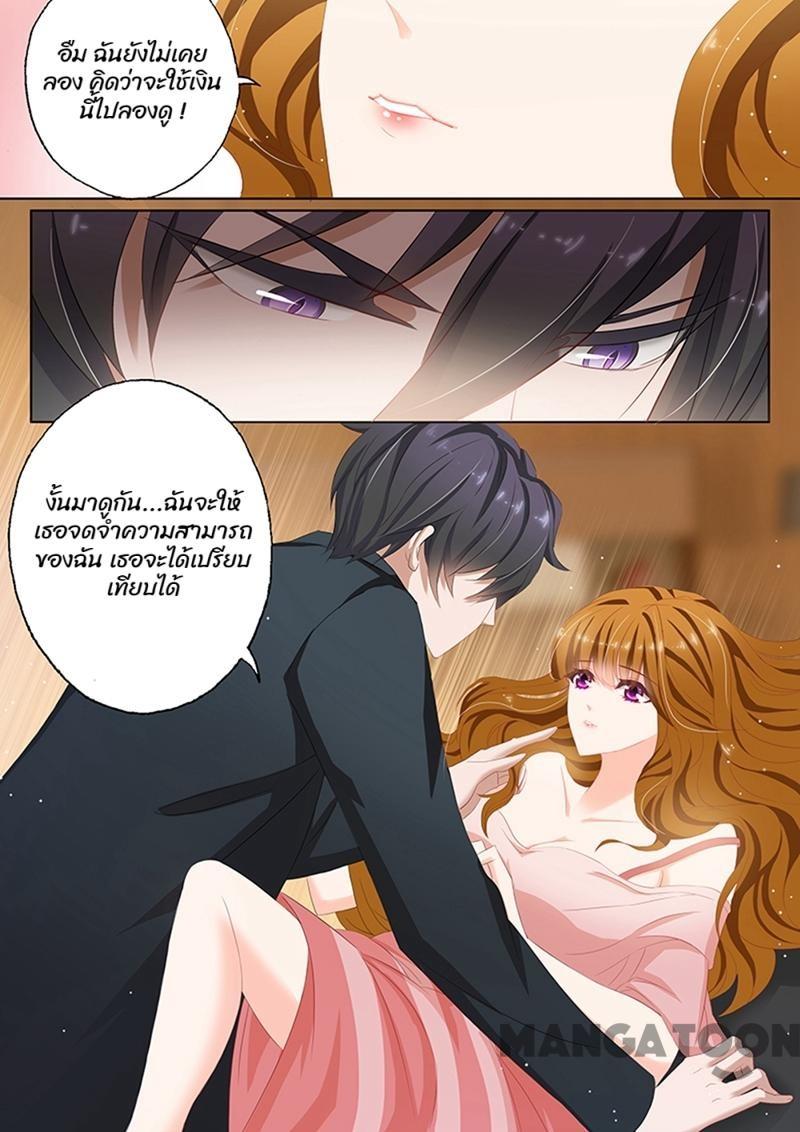 อืม ฉันยังไม่เคย
ลอง คิดว่าจะใช้เงิน
นี้ไปลองดู !
งั้นมาดูกัน...ฉันจะให้
เธอจดจำความสามารถ
ของฉัน เธอจะได้เปรียบ
เทียบได้
MANGATOON